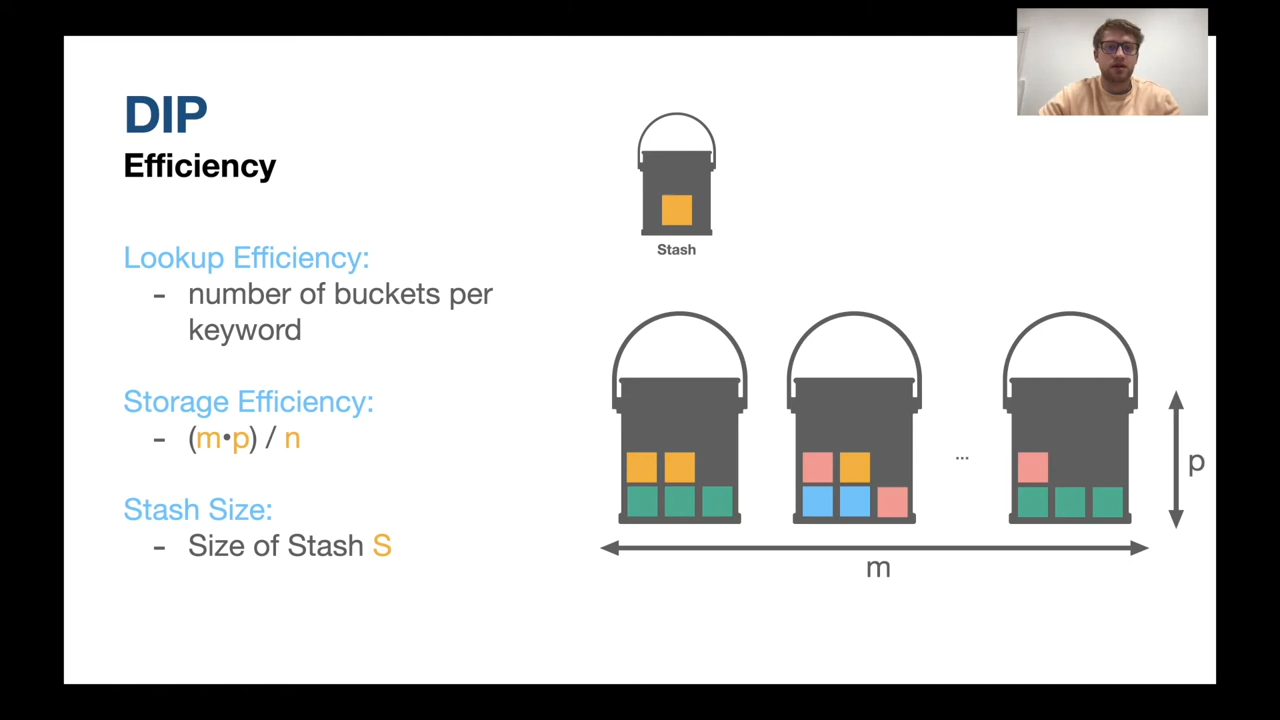 DIP
Efficiency
Lookup Efficiency:
- number of buckets per
keyword
Storage Efficiency:
- (m•p) / n
Stash Size:
- Size of Stash S
Stash
...
p
m